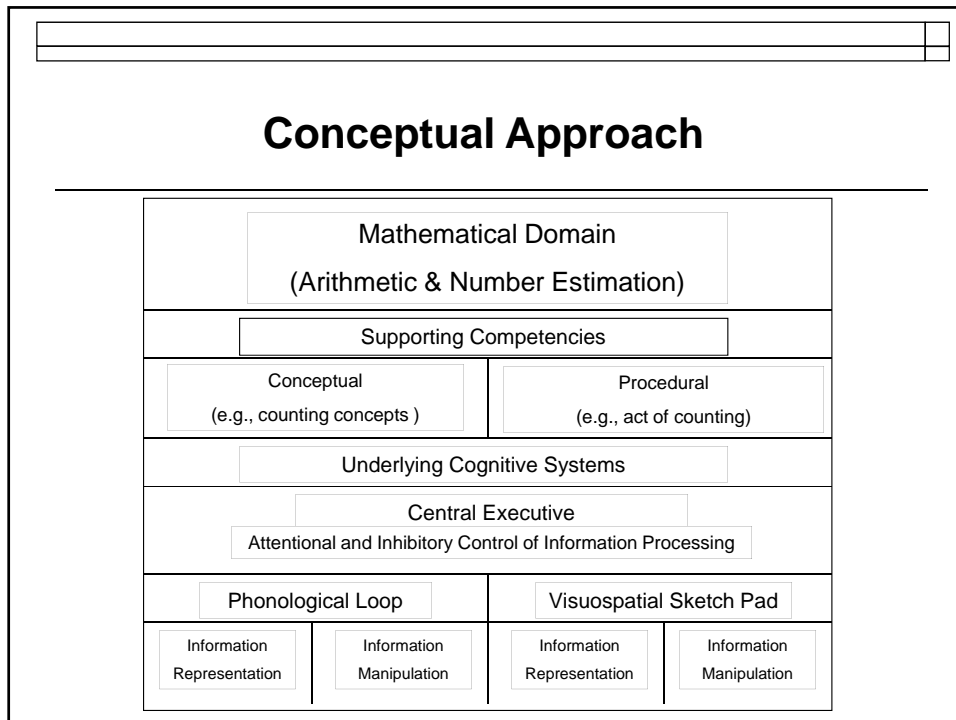 Conceptual Approach
Mathematical Domain
(Arithmetic & Number Estimation)
Supporting Competencies
Conceptual
(e.g., counting concepts )
Procedural
(e.g., act of counting)
Underlying Cognitive Systems
Central Executive
Attentional and Inhibitory Control of Information Processing
Phonological Loop
Visuospatial Sketch Pad
Information
Representation
Information
Manipulation
Information
Representation
Information
Manipulation